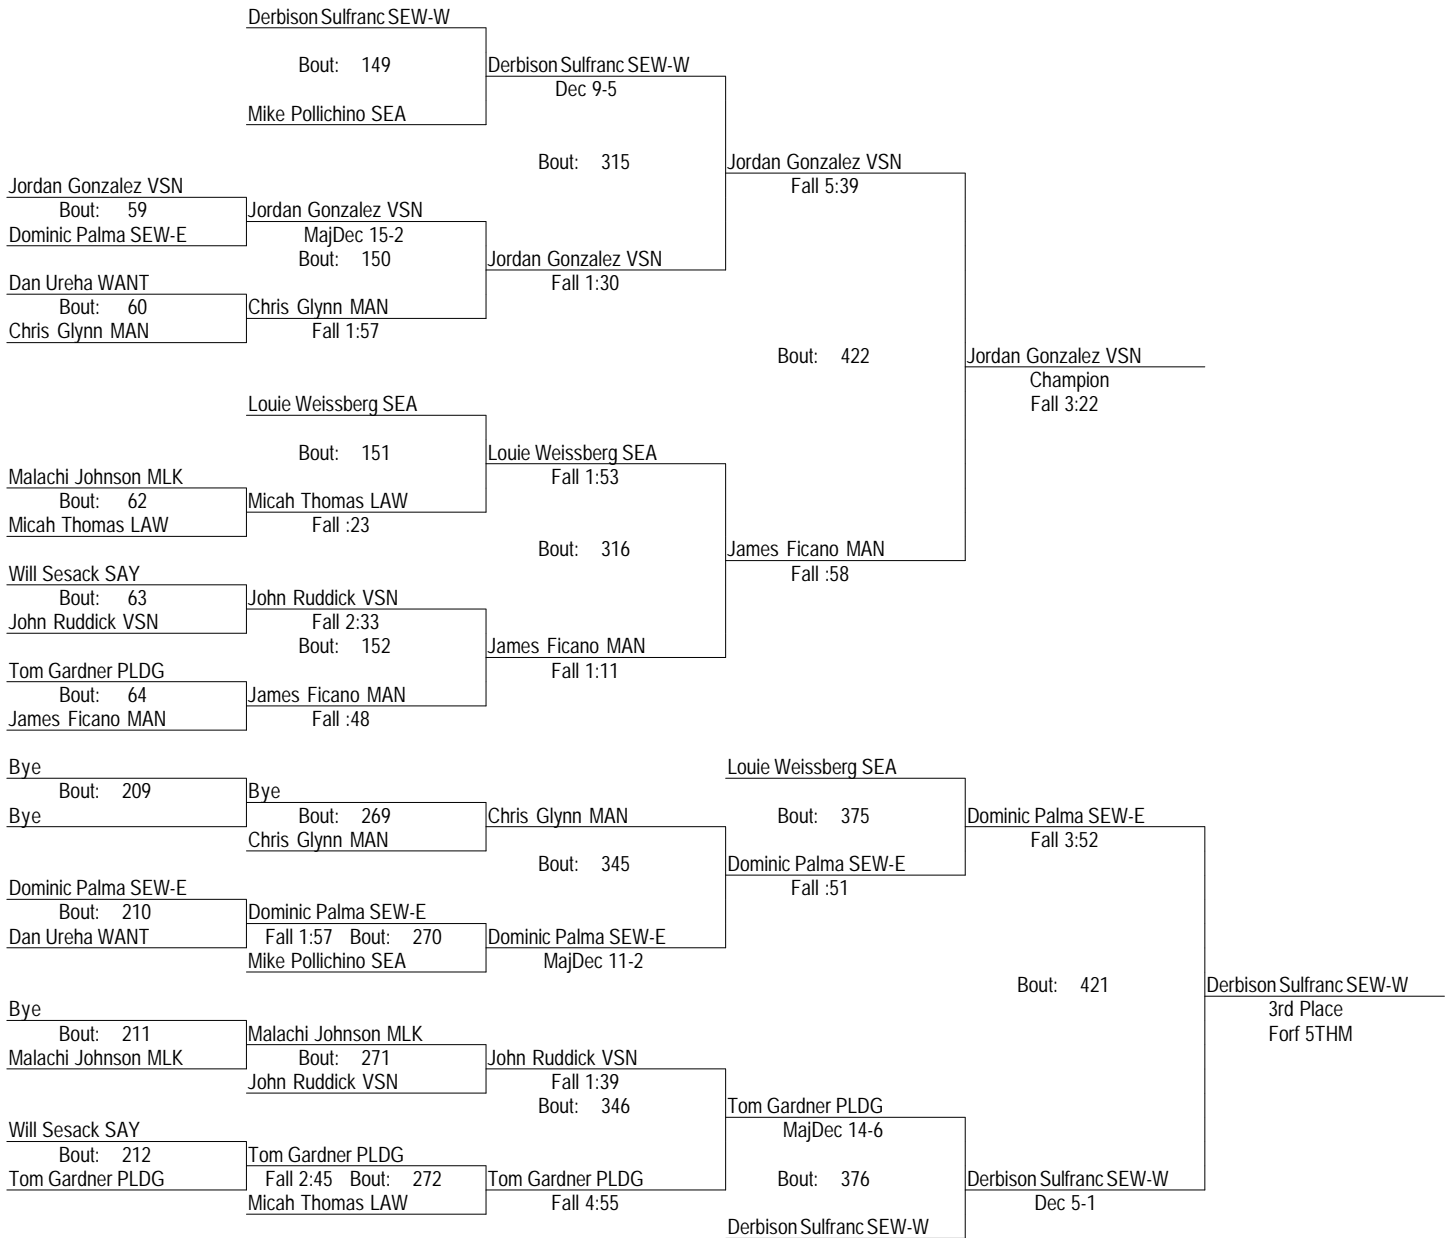 Derbison Sulfranc SEW-W
Bout: 149
Derbison Sulfranc SEW-W
Dec 9-5
Mike Pollichino SEA
Bout: 315
Jordan Gonzalez VSN
Fall 5:39
Jordan Gonzalez VSN
Bout: 59
Dominic Palma SEW-E
Jordan Gonzalez VSN
MajDec 15-2
Bout: 150
Jordan Gonzalez VSN
Fall 1:30
Dan Ureha WANT
Bout: 60
Chris Glynn MAN
Chris Glynn MAN
Fall 1:57
Bout: 422
Jordan Gonzalez VSN
Champion
Fall 3:22
Louie Weissberg SEA
Bout: 151
Louie Weissberg SEA
Fall 1:53
Malachi Johnson MLK
Bout: 62
Micah Thomas LAW
Micah Thomas LAW
Fall :23
Bout: 316
James Ficano MAN
Fall :58
Will Sesack SAY
Bout: 63
John Ruddick VSN
John Ruddick VSN
Fall 2:33
Bout: 152
James Ficano MAN
Fall 1:11
Tom Gardner PLDG
Bout: 64
James Ficano MAN
James Ficano MAN
Fall :48
Bye
Bout: 209
Bye
Bye
Bout: 269
Chris Glynn MAN
Chris Glynn MAN
Louie Weissberg SEA
Bout: 375
Dominic Palma SEW-E
Fall 3:52
Bout: 345
Dominic Palma SEW-E
Fall :51
Dominic Palma SEW-E
Bout: 210
Dan Ureha WANT
Dominic Palma SEW-E
Fall 1:57 Bout: 270
Mike Pollichino SEA
Dominic Palma SEW-E
MajDec 11-2
Bout: 421
Derbison Sulfranc SEW-W
3rd Place
Forf 5THM
Bye
Bout: 211
Malachi Johnson MLK
Malachi Johnson MLK
Bout: 271
John Ruddick VSN
John Ruddick VSN
Fall 1:39
Bout: 346
Tom Gardner PLDG
MajDec 14-6
Will Sesack SAY
Bout: 212
Tom Gardner PLDG
Tom Gardner PLDG
Fall 2:45 Bout: 272
Micah Thomas LAW
Tom Gardner PLDG
Fall 4:55
Bout: 376
Derbison Sulfranc SEW-W
Dec 5-1
Derbison Sulfranc SEW-W